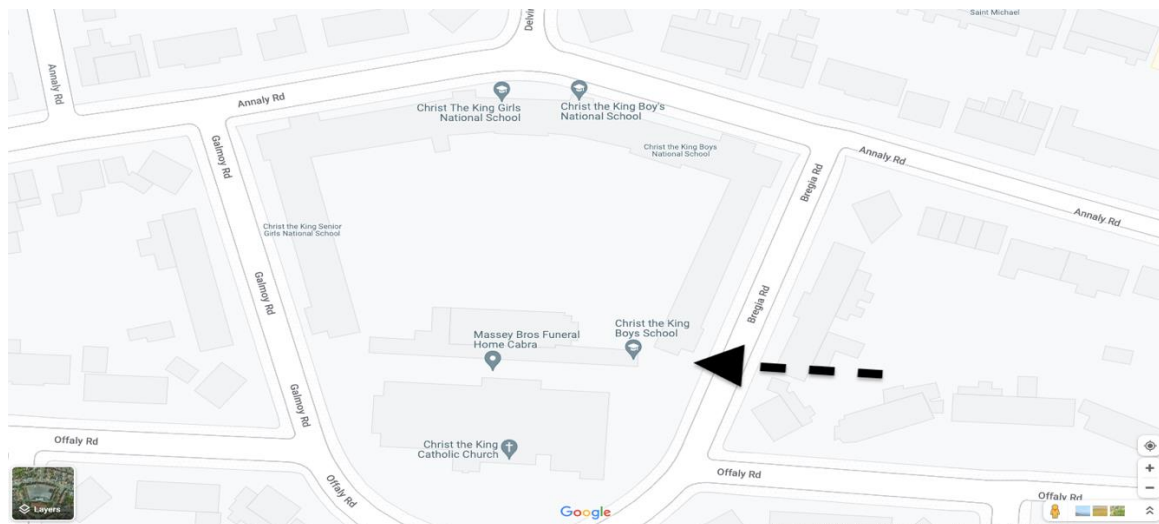 Saint Michael
Delvin
Annaly Rd
Annaly Rd
Christ The King Girls
National School
Christ the King Boy's
National School
Galmoy Rd
Christ the King Boys
National School
Annaly Rd
Bregia Rd
Annaly Rd
Christ the King Senior
Girls National School
Galmoy Rd
Bregia Rd
Massey Bros Funeral
Home Cabra
Christ the King
Boys School
Galmoy Rd
Offaly Rd
Christ the King
Catholic Church
Offaly Rd
Offaly Rd
Offaly Rd
Layers
Google